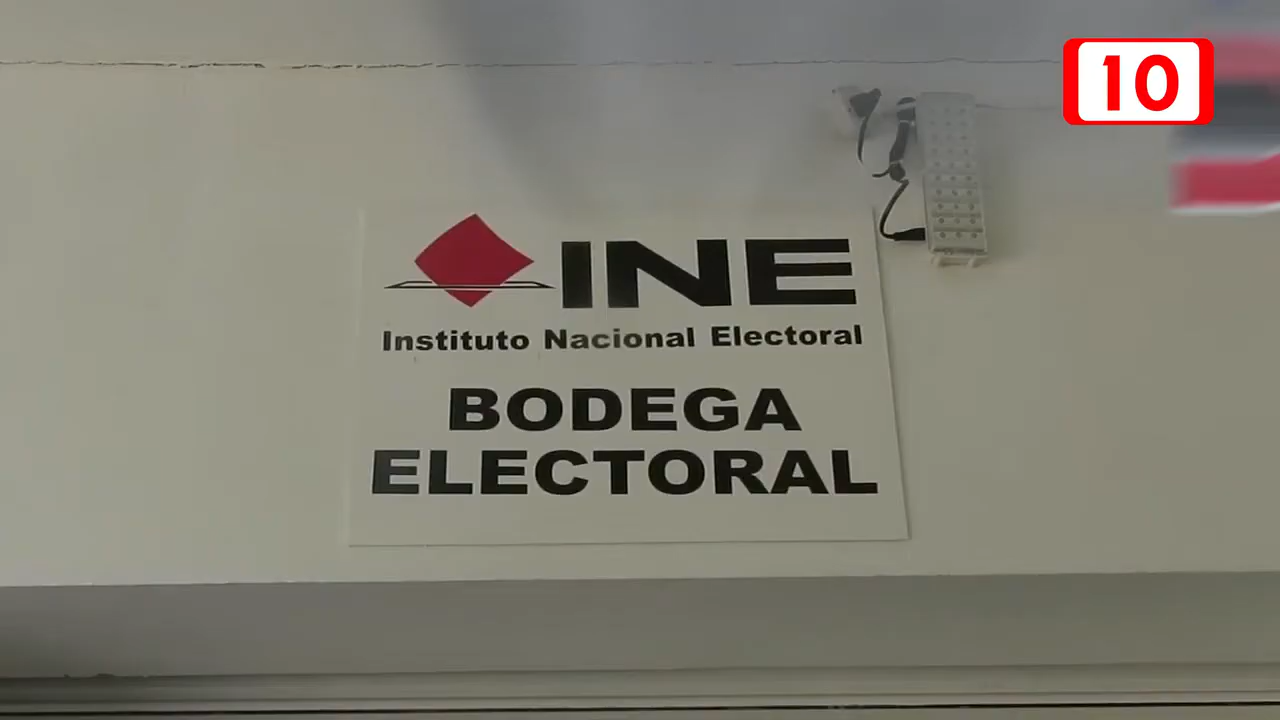 10
INE
Instituto Nacional Electoral
BODEGA
ELECTORAL